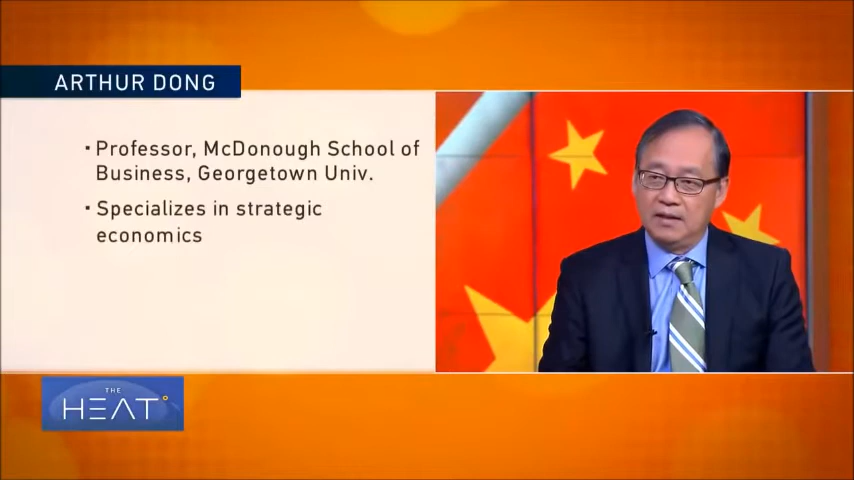 ARTHUR DONG
▪ Professor, McDonough School of
Business, Georgetown Univ.
▪ Specializes in strategic
economics
THE
HEAT°